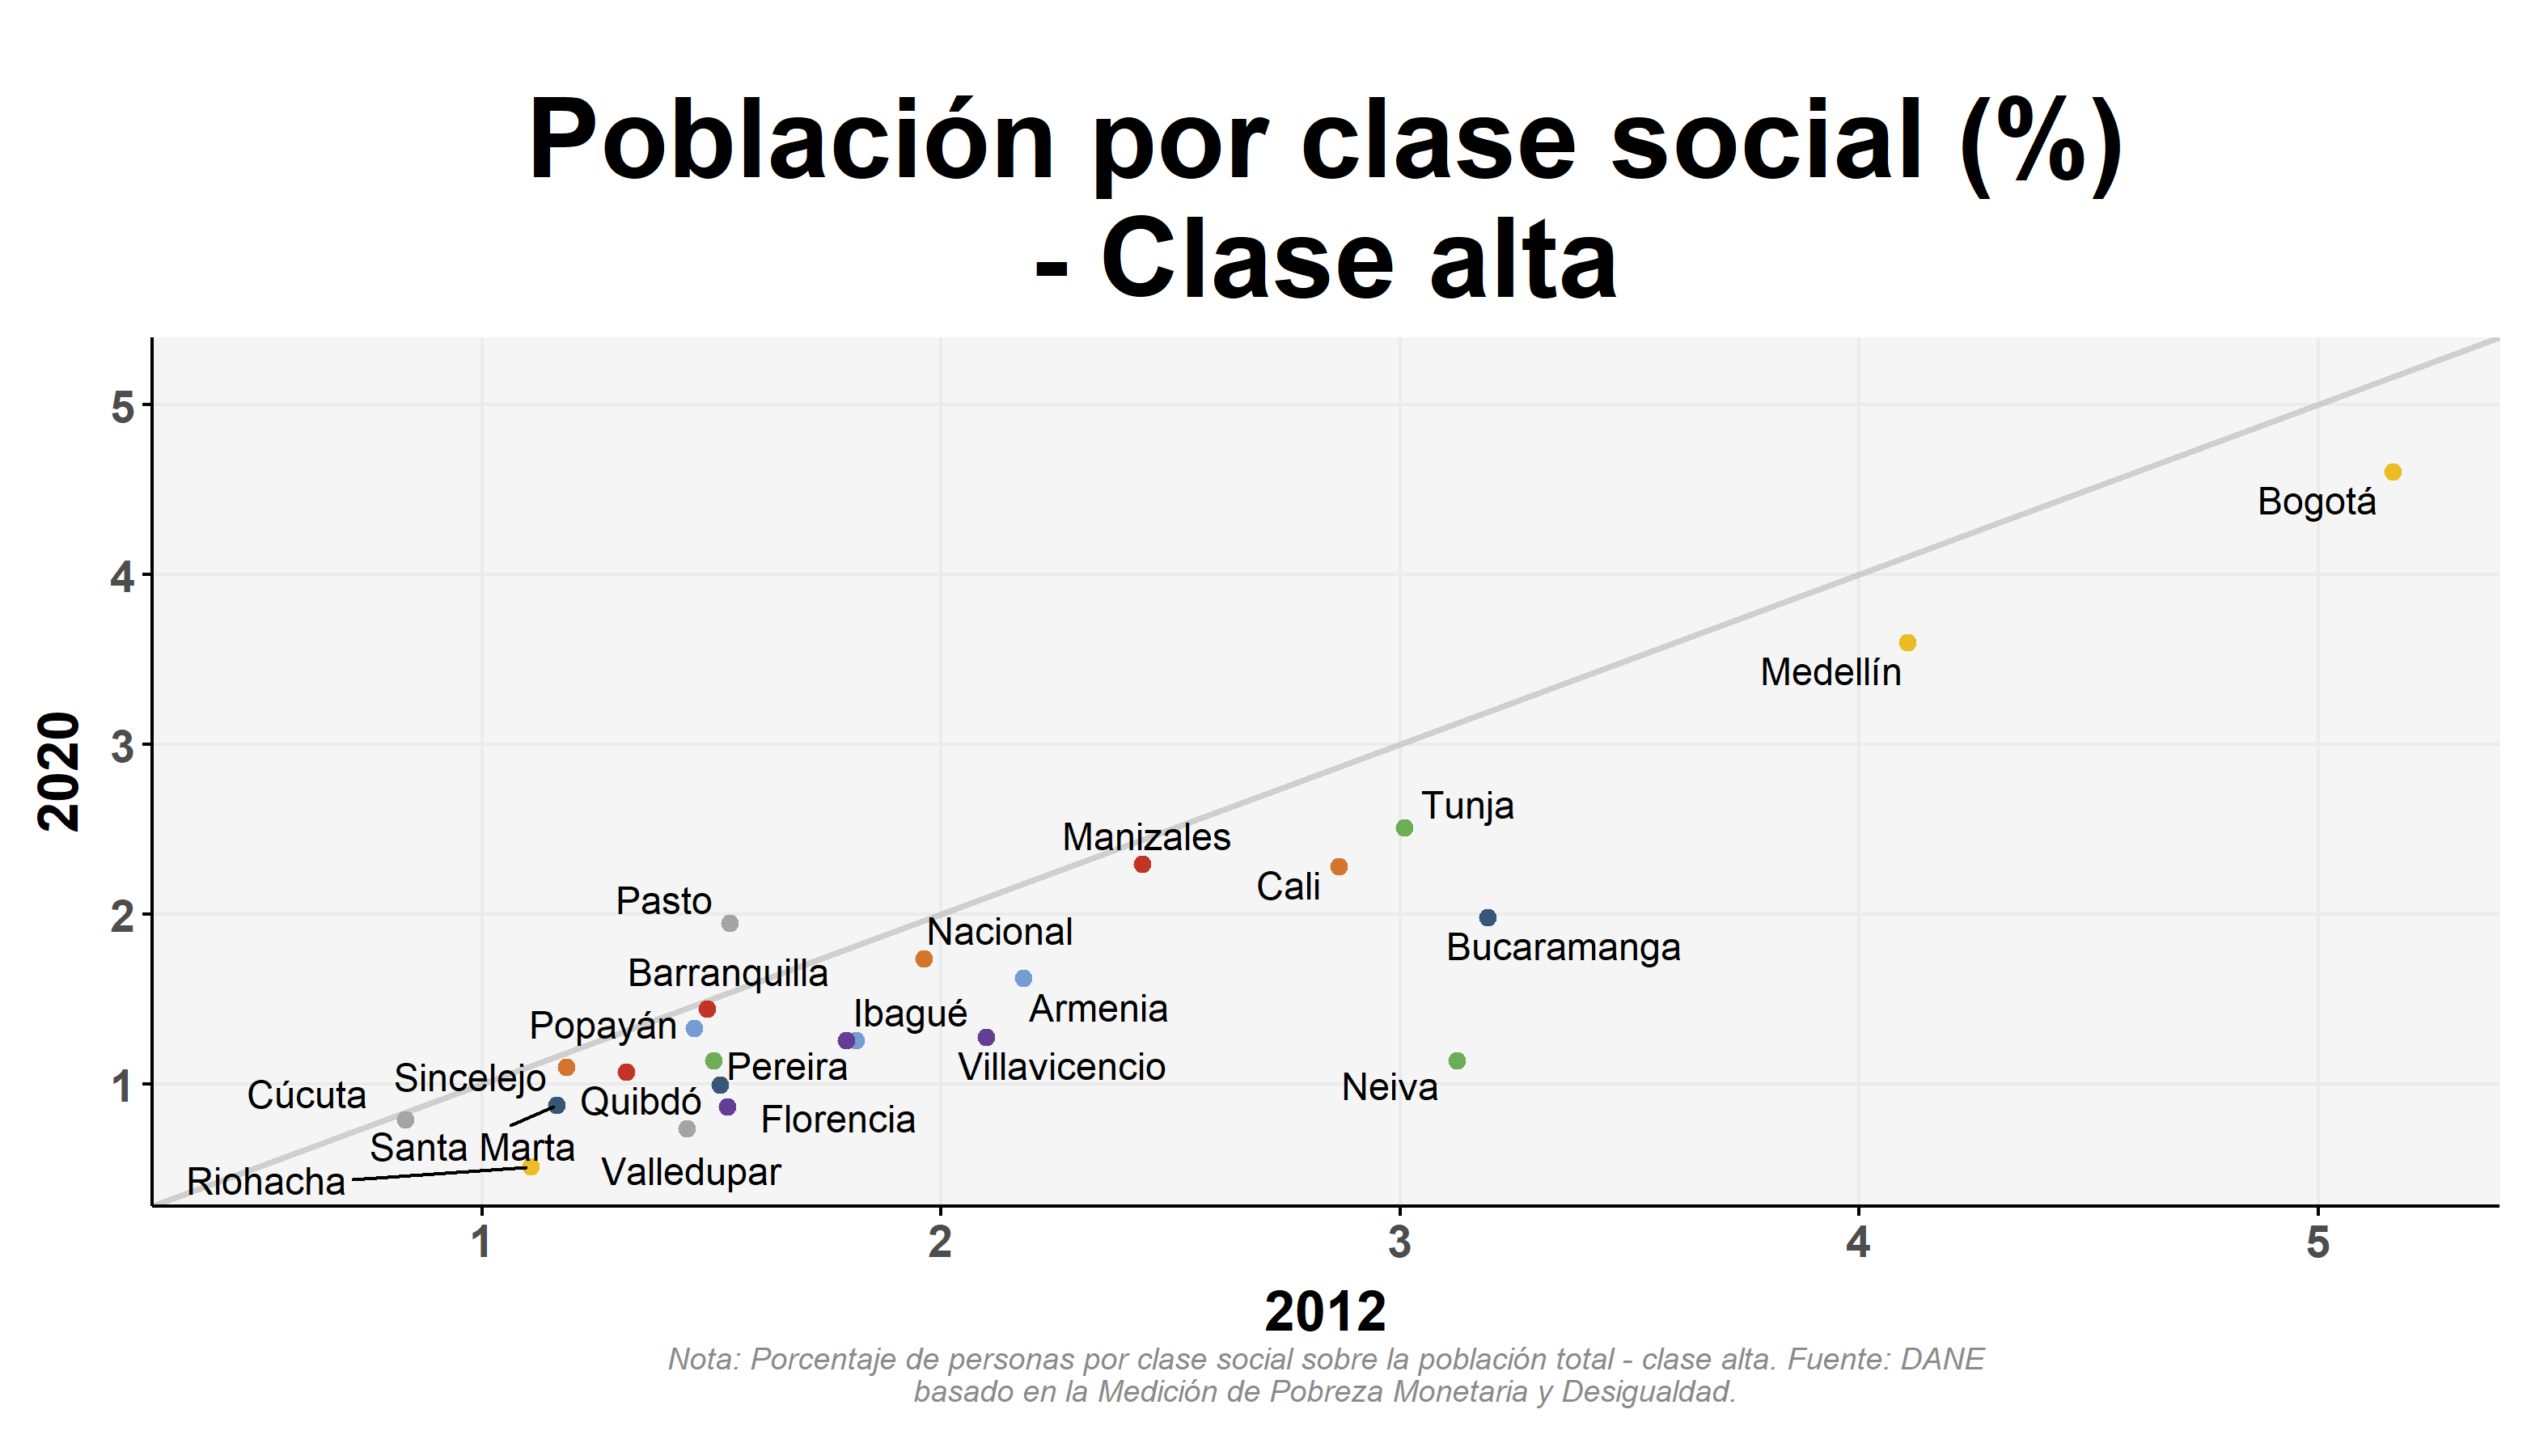 Población por clase social (%)
- Clase alta
5
4
3
2
1
2020
Bogotá
Medellín
Tunja
Manizales
Cali
Pasto
Nacional
Bucaramanga
Barranquilla
Ibagué
Armenia
Popayán
Pereira
Villavicencio
Sincelejo
Neiva
Cúcuta
Quibdó
Florencia
Santa Marta
Valledupar
Riohacha
1 2 3 4 5
2012
Nota: Porcentaje de personas por clase social sobre la población total - clase alta. Fuente: DANE
basado en la Medición de Pobreza Monetaria y Desigualdad.